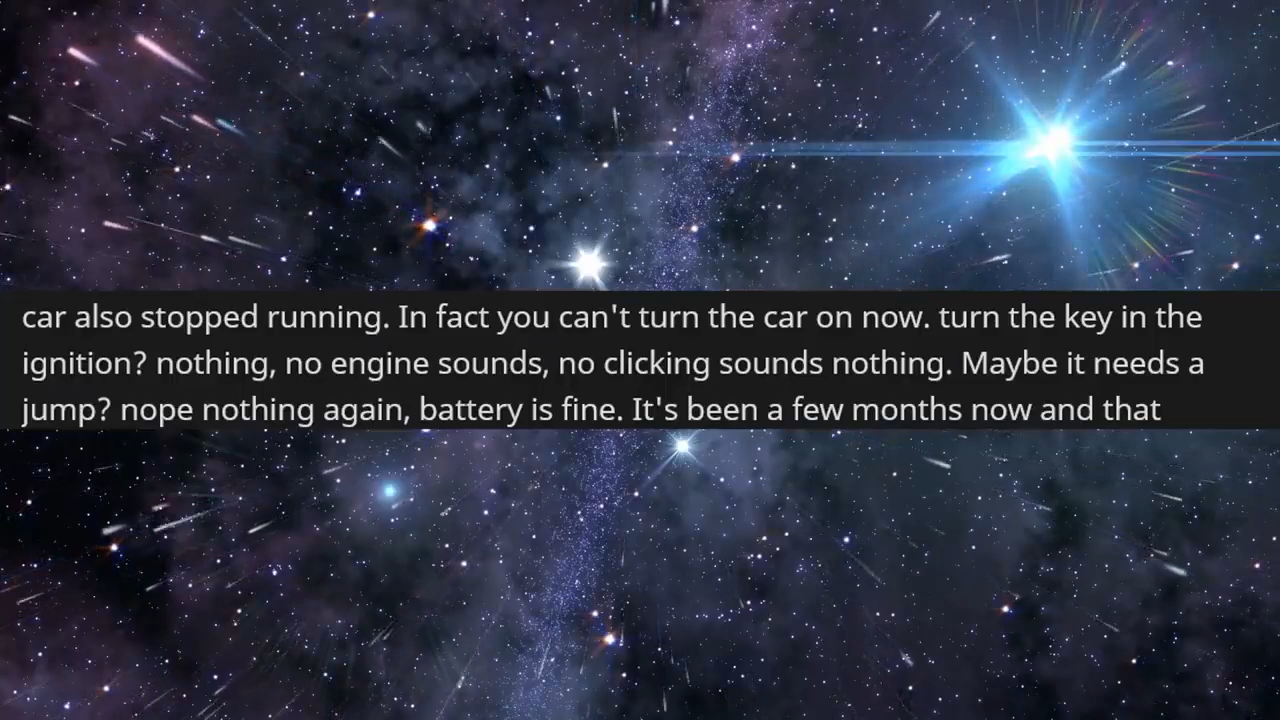 car also stopped running. In fact you can't turn the car on now. turn the key in the
ignition? nothing, no engine sounds, no clicking sounds nothing. Maybe it needs a
jump? nope nothing again, battery is fine. It's been a few months now and that